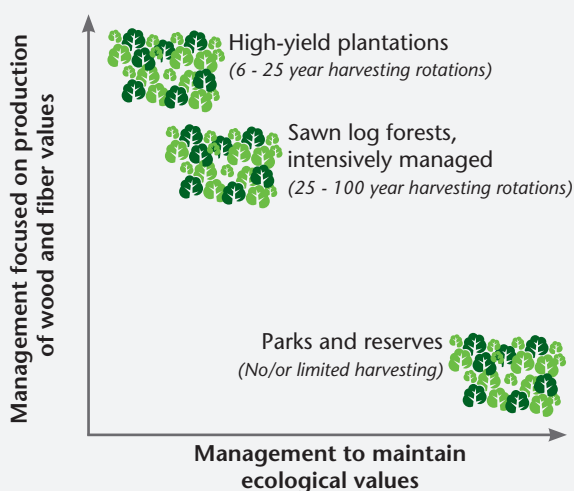 Management focused on production
of wood and fiber values
High-yield plantations
(6 - 25 year harvesting rotations)
Sawn log forests,
intensively managed
(25 - 100 year harvesting rotations)
Parks and reserves
(No/or limited harvesting)
Management to maintain
ecological values